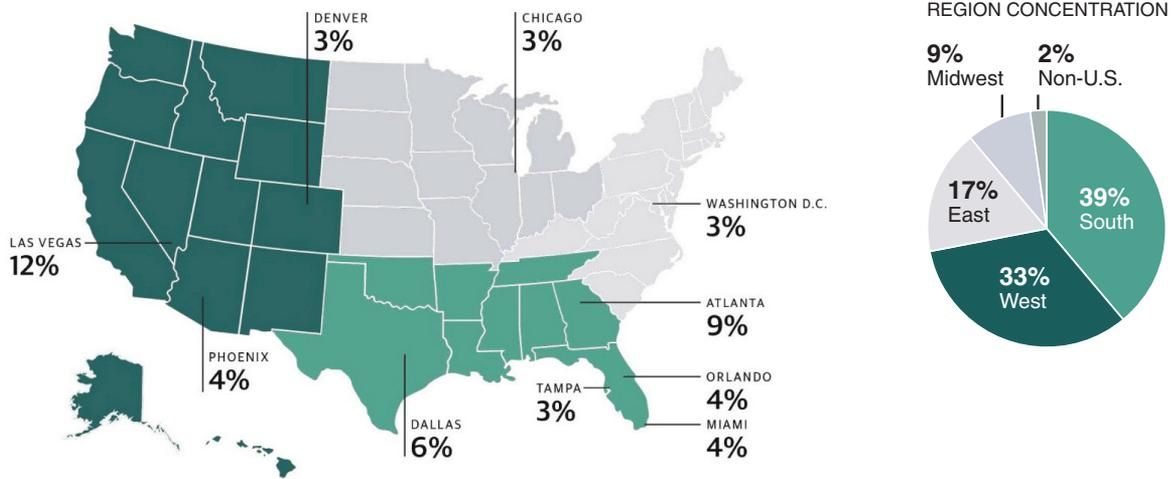 DENVER
3%
CHICAGO
3%
WASHINGTON D.C.
3%
LAS VEGAS
12%
ATLANTA
9%
PHOENIX
4%
ORLANDO
4%
TAMPA
3%
MIAMI
4%
DALLAS
6%
REGION CONCENTRATION
9%
Midwest
2%
Non-U.S.
17%
East
39%
South
33%
West